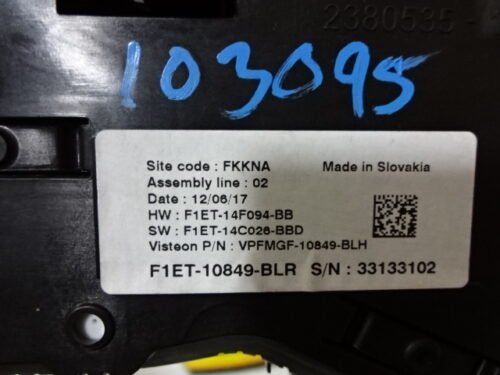 2380535 -
103095
Site code : FKKNA Made in Slovakia
Assembly line : 02
Date : 12/06/17
HW : F1ET-14F094-BB
SW : F1ET-14C026-BBD
Visteon P/N : VPFMGF-10849-BLH
F1ET-10849-BLR S/N : 33133102